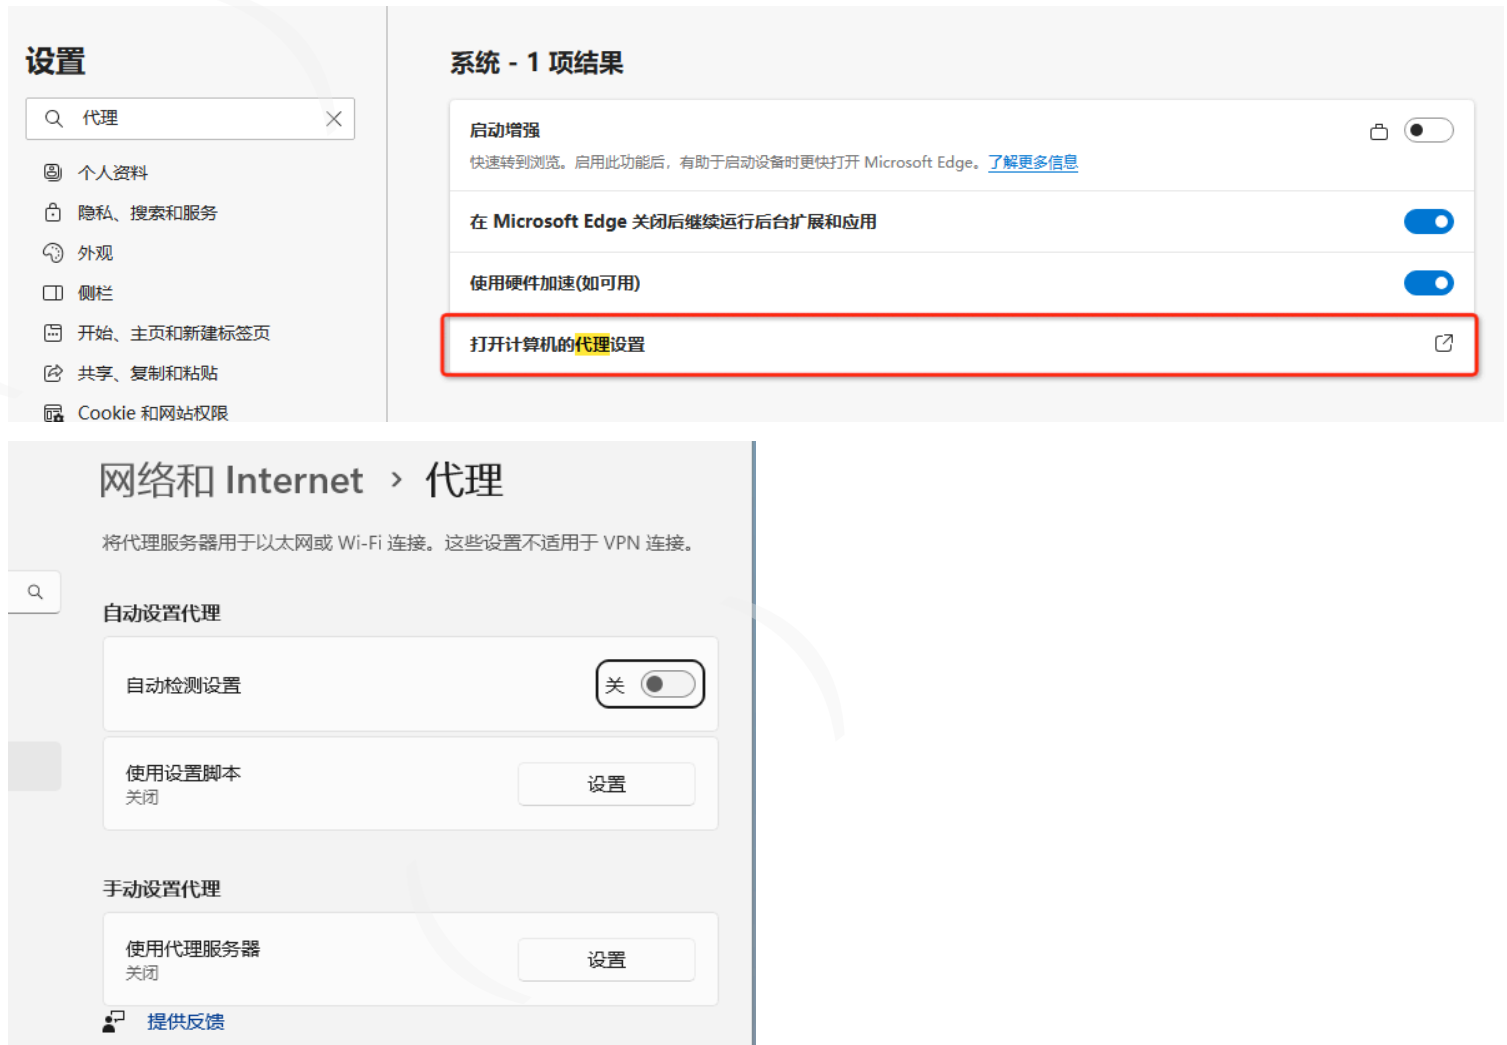 设置
代理
个人资料
隐私、搜索和服务
外观
侧栏
开始、主页和新建标签页
共享、复制和粘贴
Cookie 和网站权限
系统 - 1 项结果
启动增强
快速转到浏览。启用此功能后，有助于启动设备时更快打开 Microsoft Edge。了解更多信息
在 Microsoft Edge 关闭后继续运行后台扩展和应用
使用硬件加速(如可用)
打开计算机的代理设置
网络和 Internet › 代理
将代理服务器用于以太网或 Wi-Fi 连接。这些设置不适用于 VPN 连接。
自动设置代理
自动检测设置
关
使用设置脚本
关闭
设置
手动设置代理
使用代理服务器
关闭
设置
提供反馈